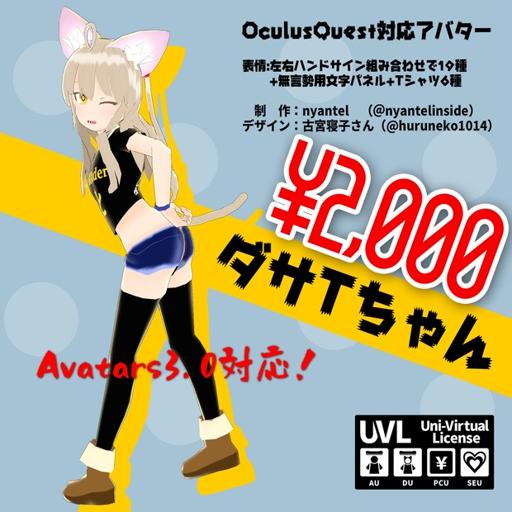 OculusQuest対応アバター
表情:左右ハンドサイン組み合わせで19種
+無言勢用文字パネル+Tシャツ6種
制　作：nyantel　（@nyantelinside）
デザイン：古宮寝子さん（@huruneko1014）
¥2,000
ダサTちゃん
Avatars3.0対応！
UVL
Uni-Virtual
License
AU DU PCU SEU